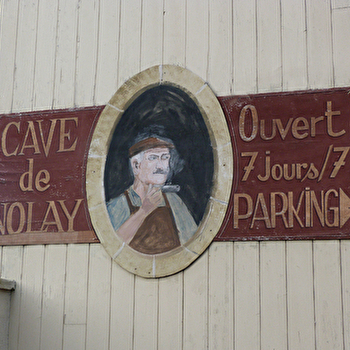 CAVE
de
NOLAY
Ouvert
7 Jours/7
PARKING